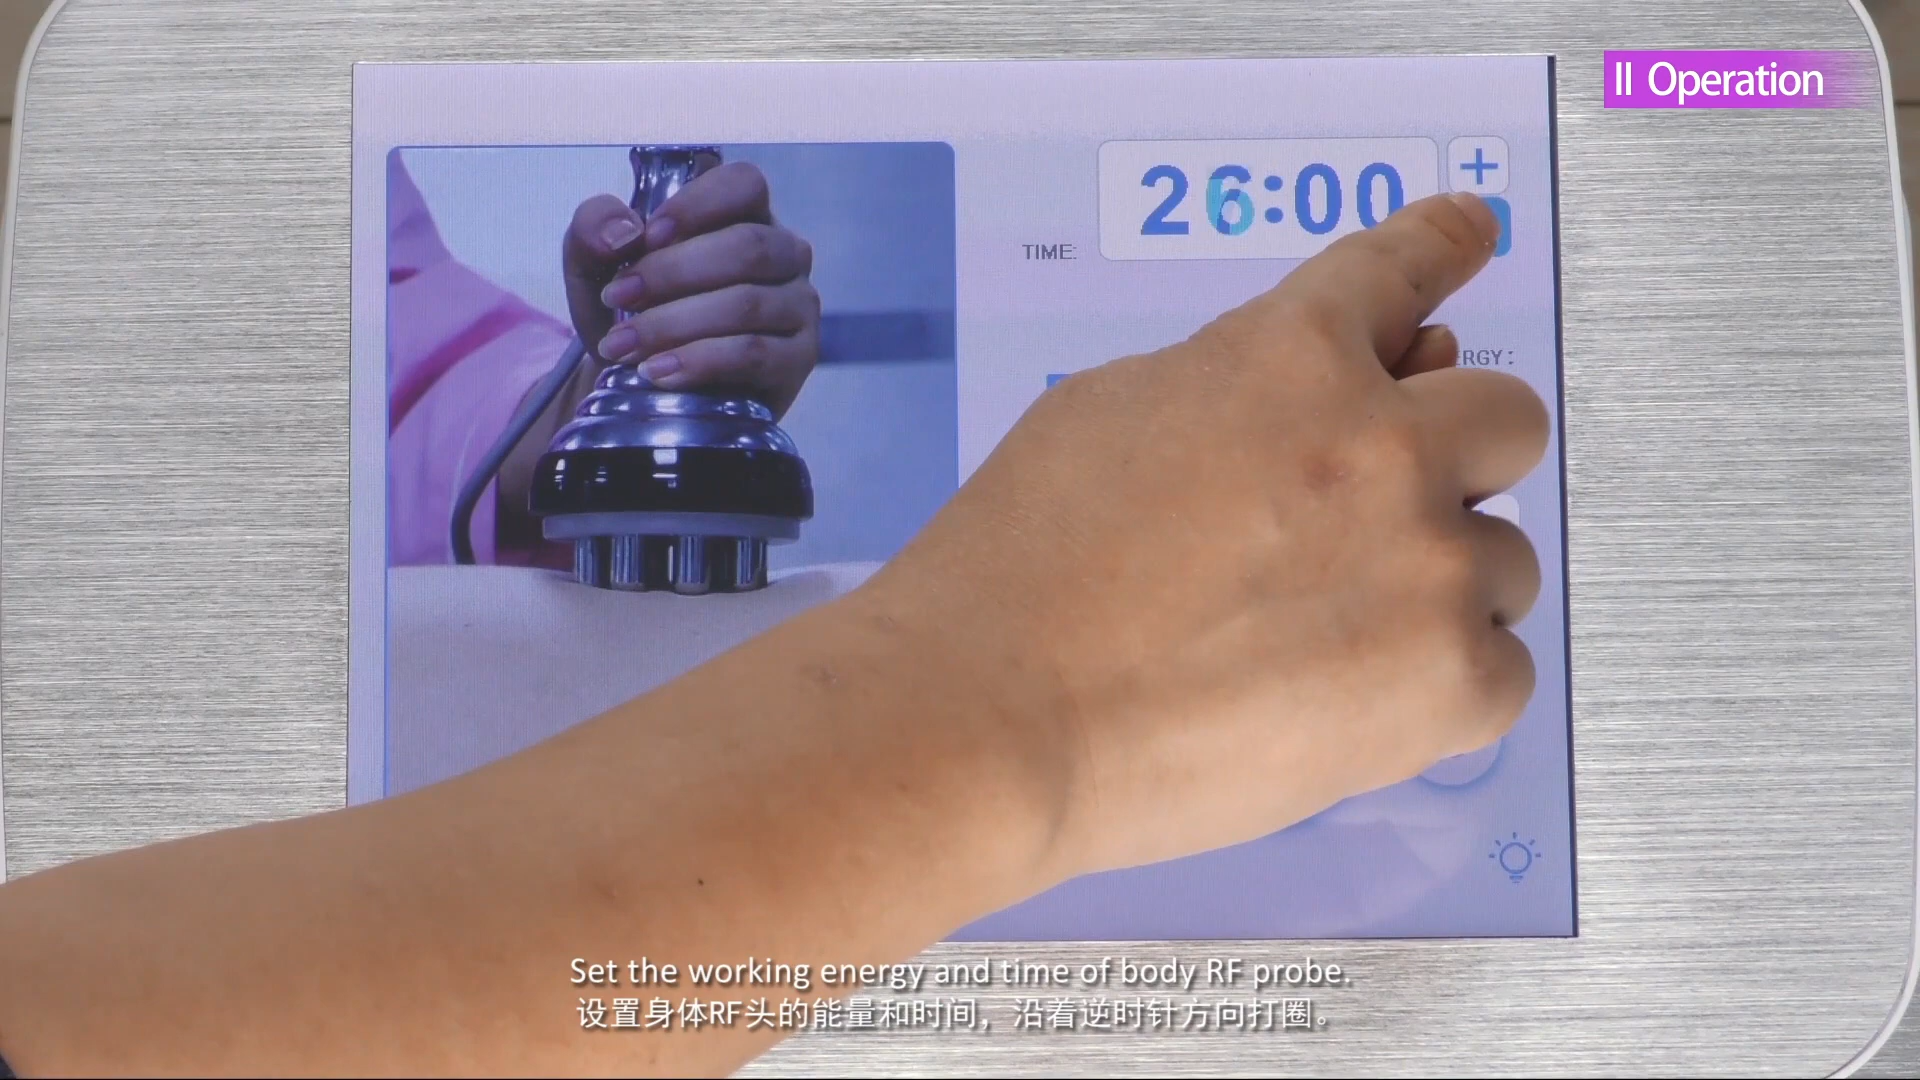 II Operation
26:00
TIME:
RGY:
Set the working energy and time of body RF probe.
设置身体RF头的能量和时间，沿着逆时针方向打圈。